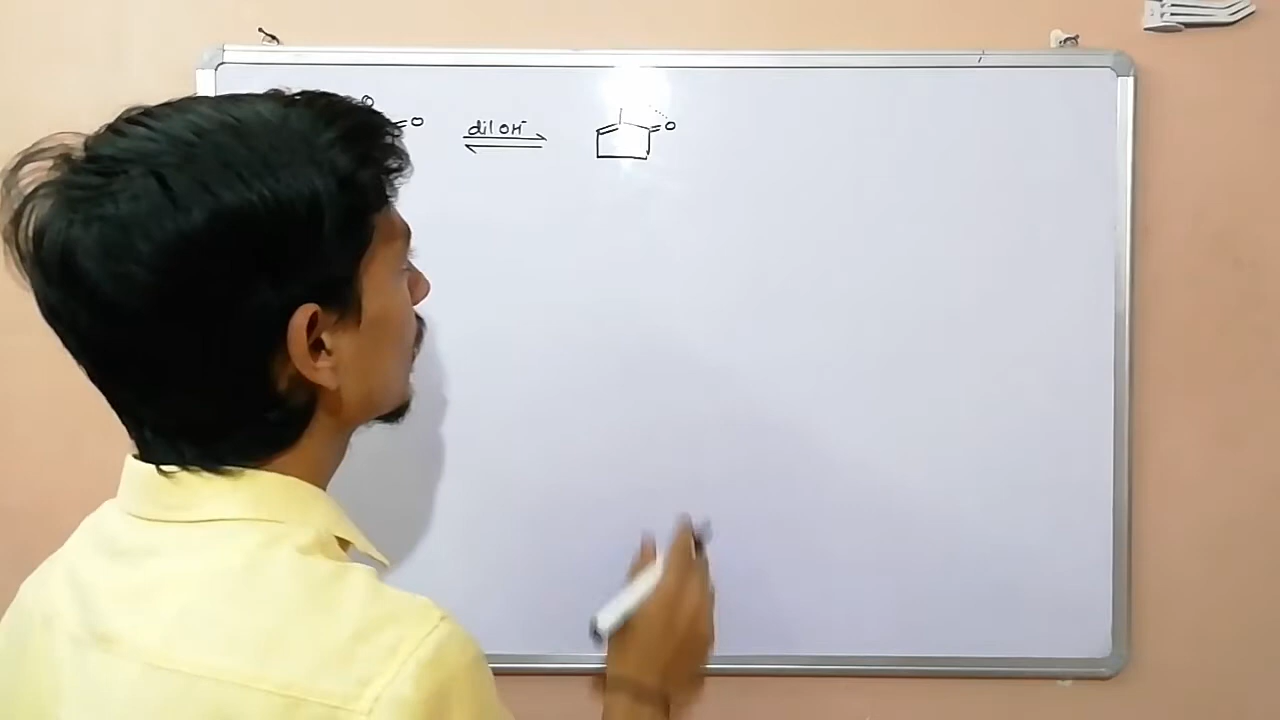 O
=O dil OH⁻ =O